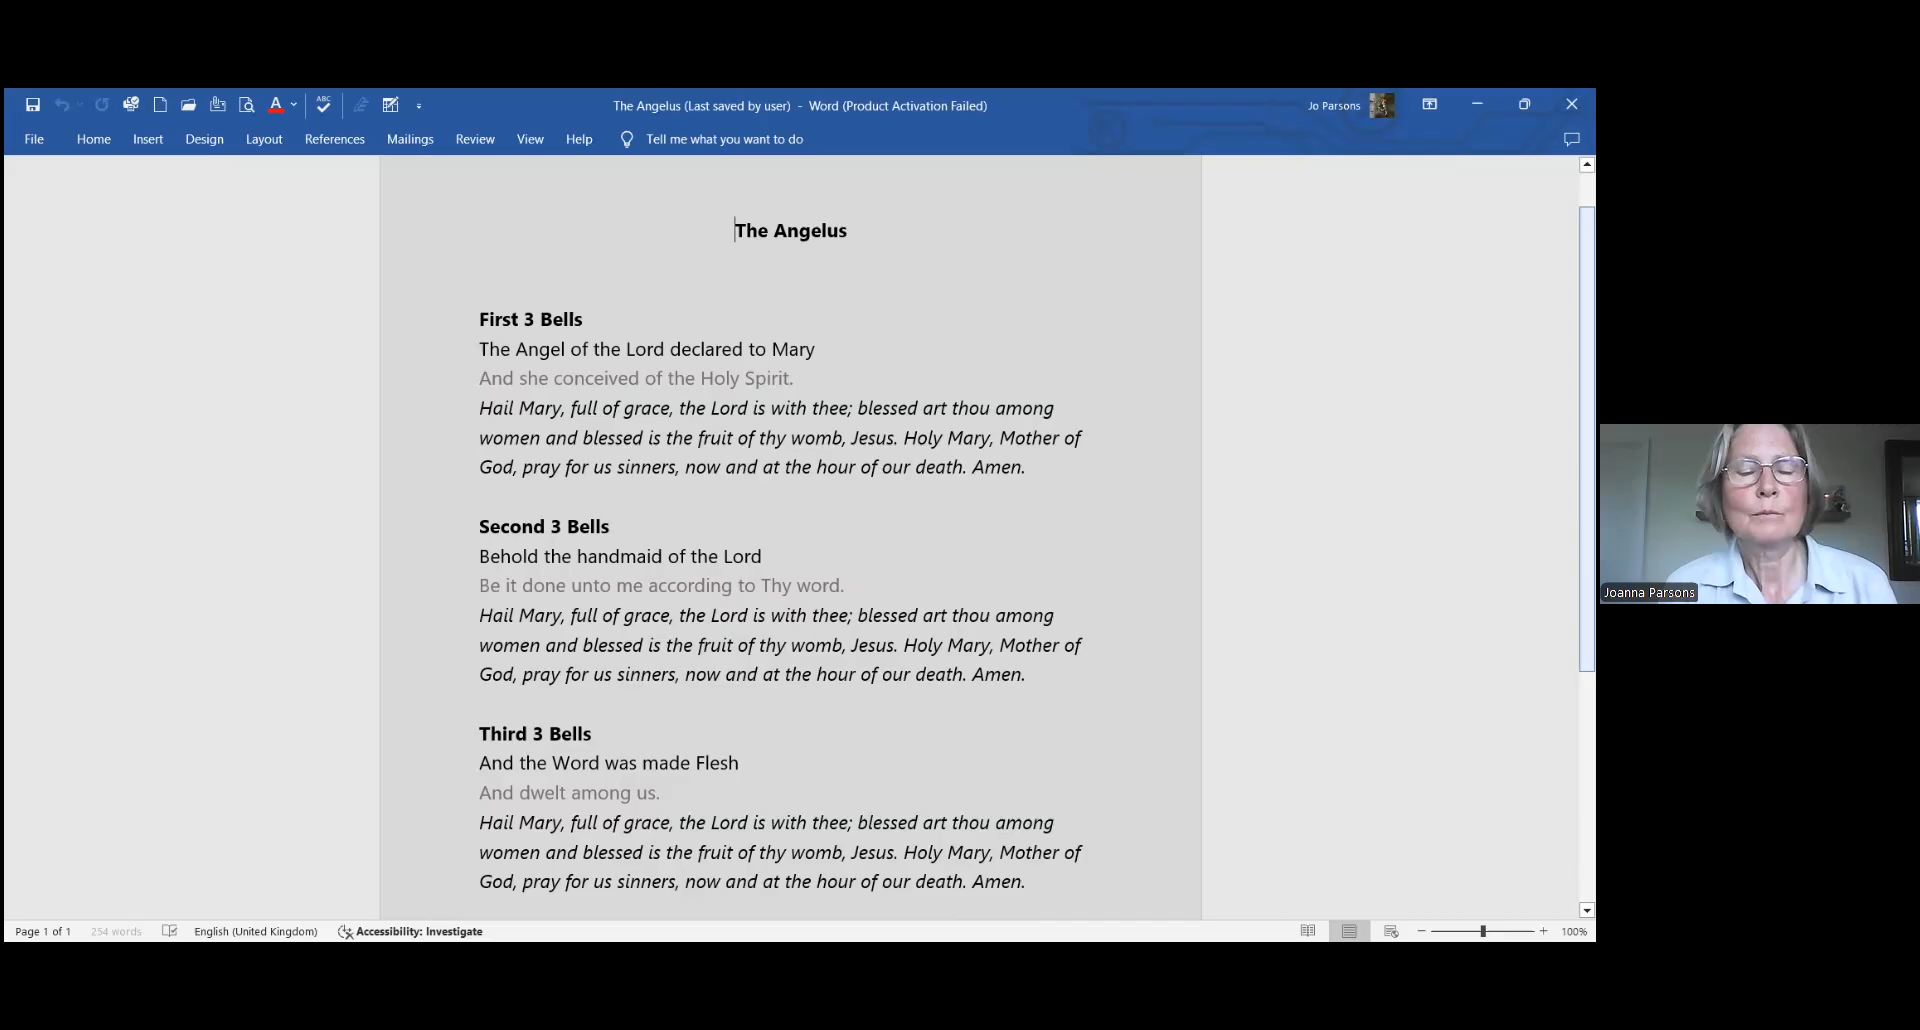 The Angelus (Last saved by user) - Word (Product Activation Failed)
Jo Parsons
File Home Insert Design Layout References Mailings Review View Help Tell me what you want to do
The Angelus
First 3 Bells
The Angel of the Lord declared to Mary
And she conceived of the Holy Spirit.
Hail Mary, full of grace, the Lord is with thee; blessed art thou among
women and blessed is the fruit of thy womb, Jesus. Holy Mary, Mother of
God, pray for us sinners, now and at the hour of our death. Amen.
Second 3 Bells
Behold the handmaid of the Lord
Be it done unto me according to Thy word.
Hail Mary, full of grace, the Lord is with thee; blessed art thou among
women and blessed is the fruit of thy womb, Jesus. Holy Mary, Mother of
God, pray for us sinners, now and at the hour of our death. Amen.
Third 3 Bells
And the Word was made Flesh
And dwelt among us.
Hail Mary, full of grace, the Lord is with thee; blessed art thou among
women and blessed is the fruit of thy womb, Jesus. Holy Mary, Mother of
God, pray for us sinners, now and at the hour of our death. Amen.
Page 1 of 1 254 words English (United Kingdom) Accessibility: Investigate 100%
Joanna Parsons